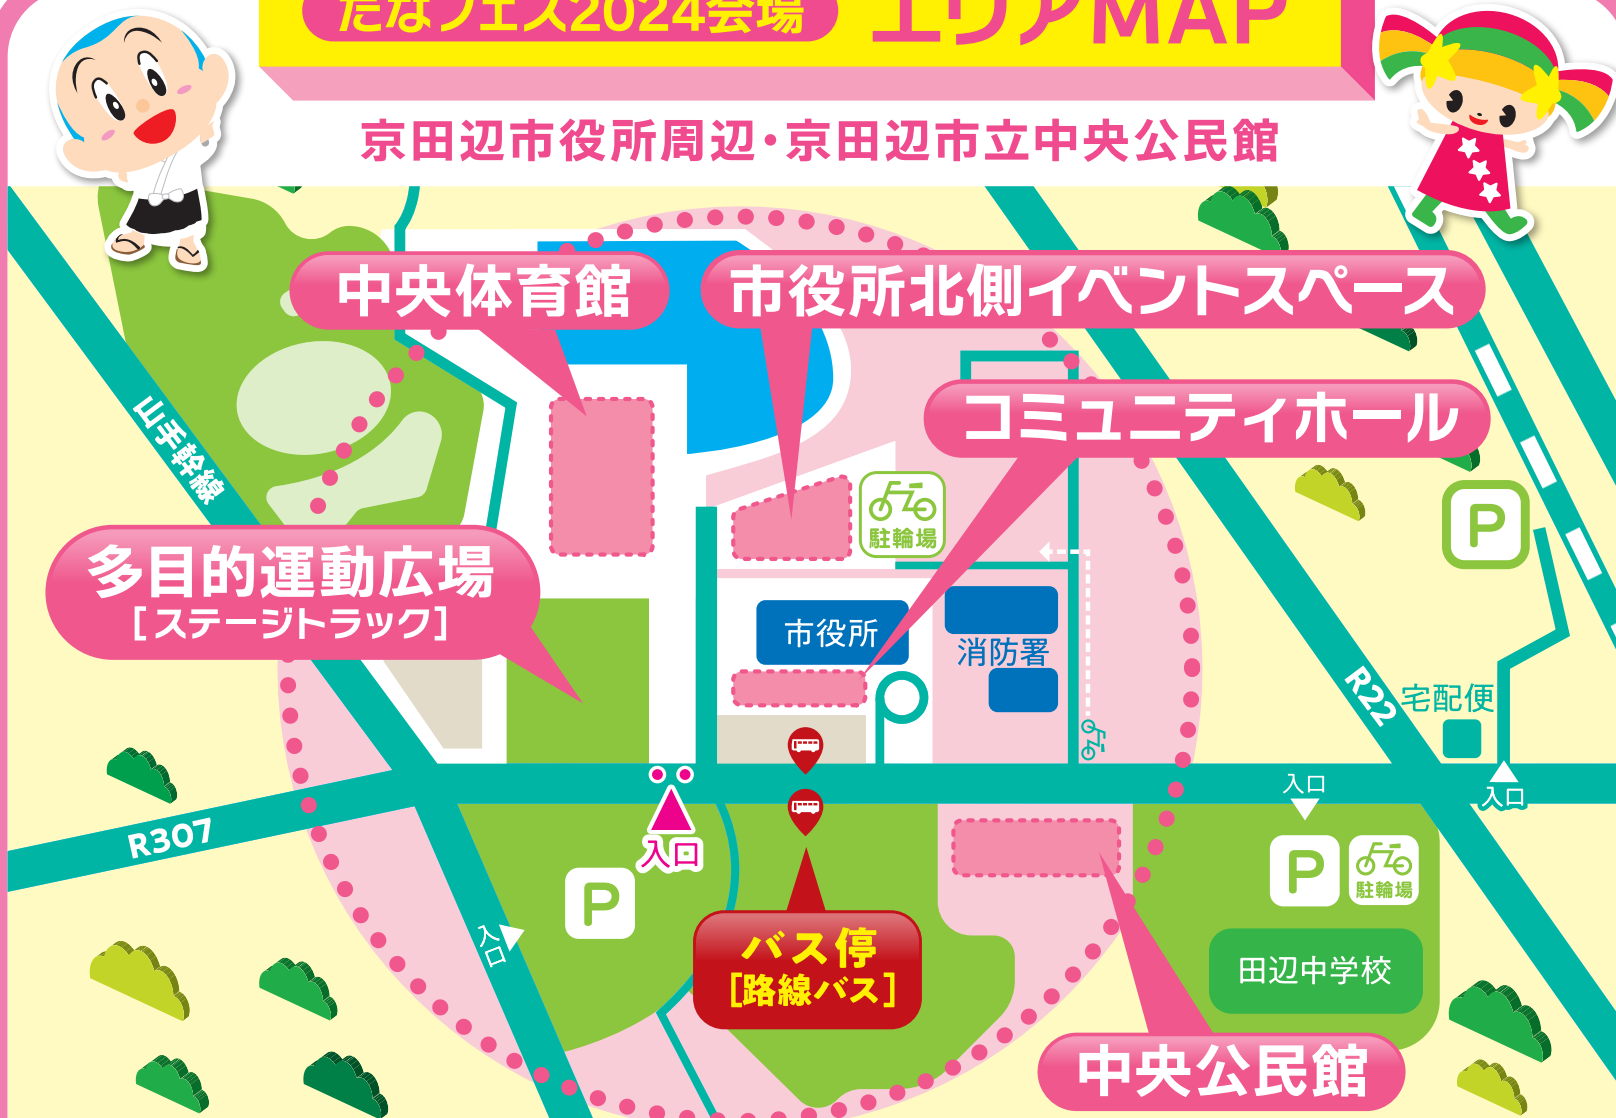 たなフェス2024会場
エリアMAP
京田辺市役所周辺・京田辺市立中央公民館
中央体育館
市役所北側イベントスペース
コミュニティホール
山手幹線
駐輪場
P
多目的運動広場
[ステージトラック]
市役所
消防署
R22
宅配便
入口
入口
R307
入口
P
入口
P
駐輪場
バス停
[路線バス]
田辺中学校
中央公民館